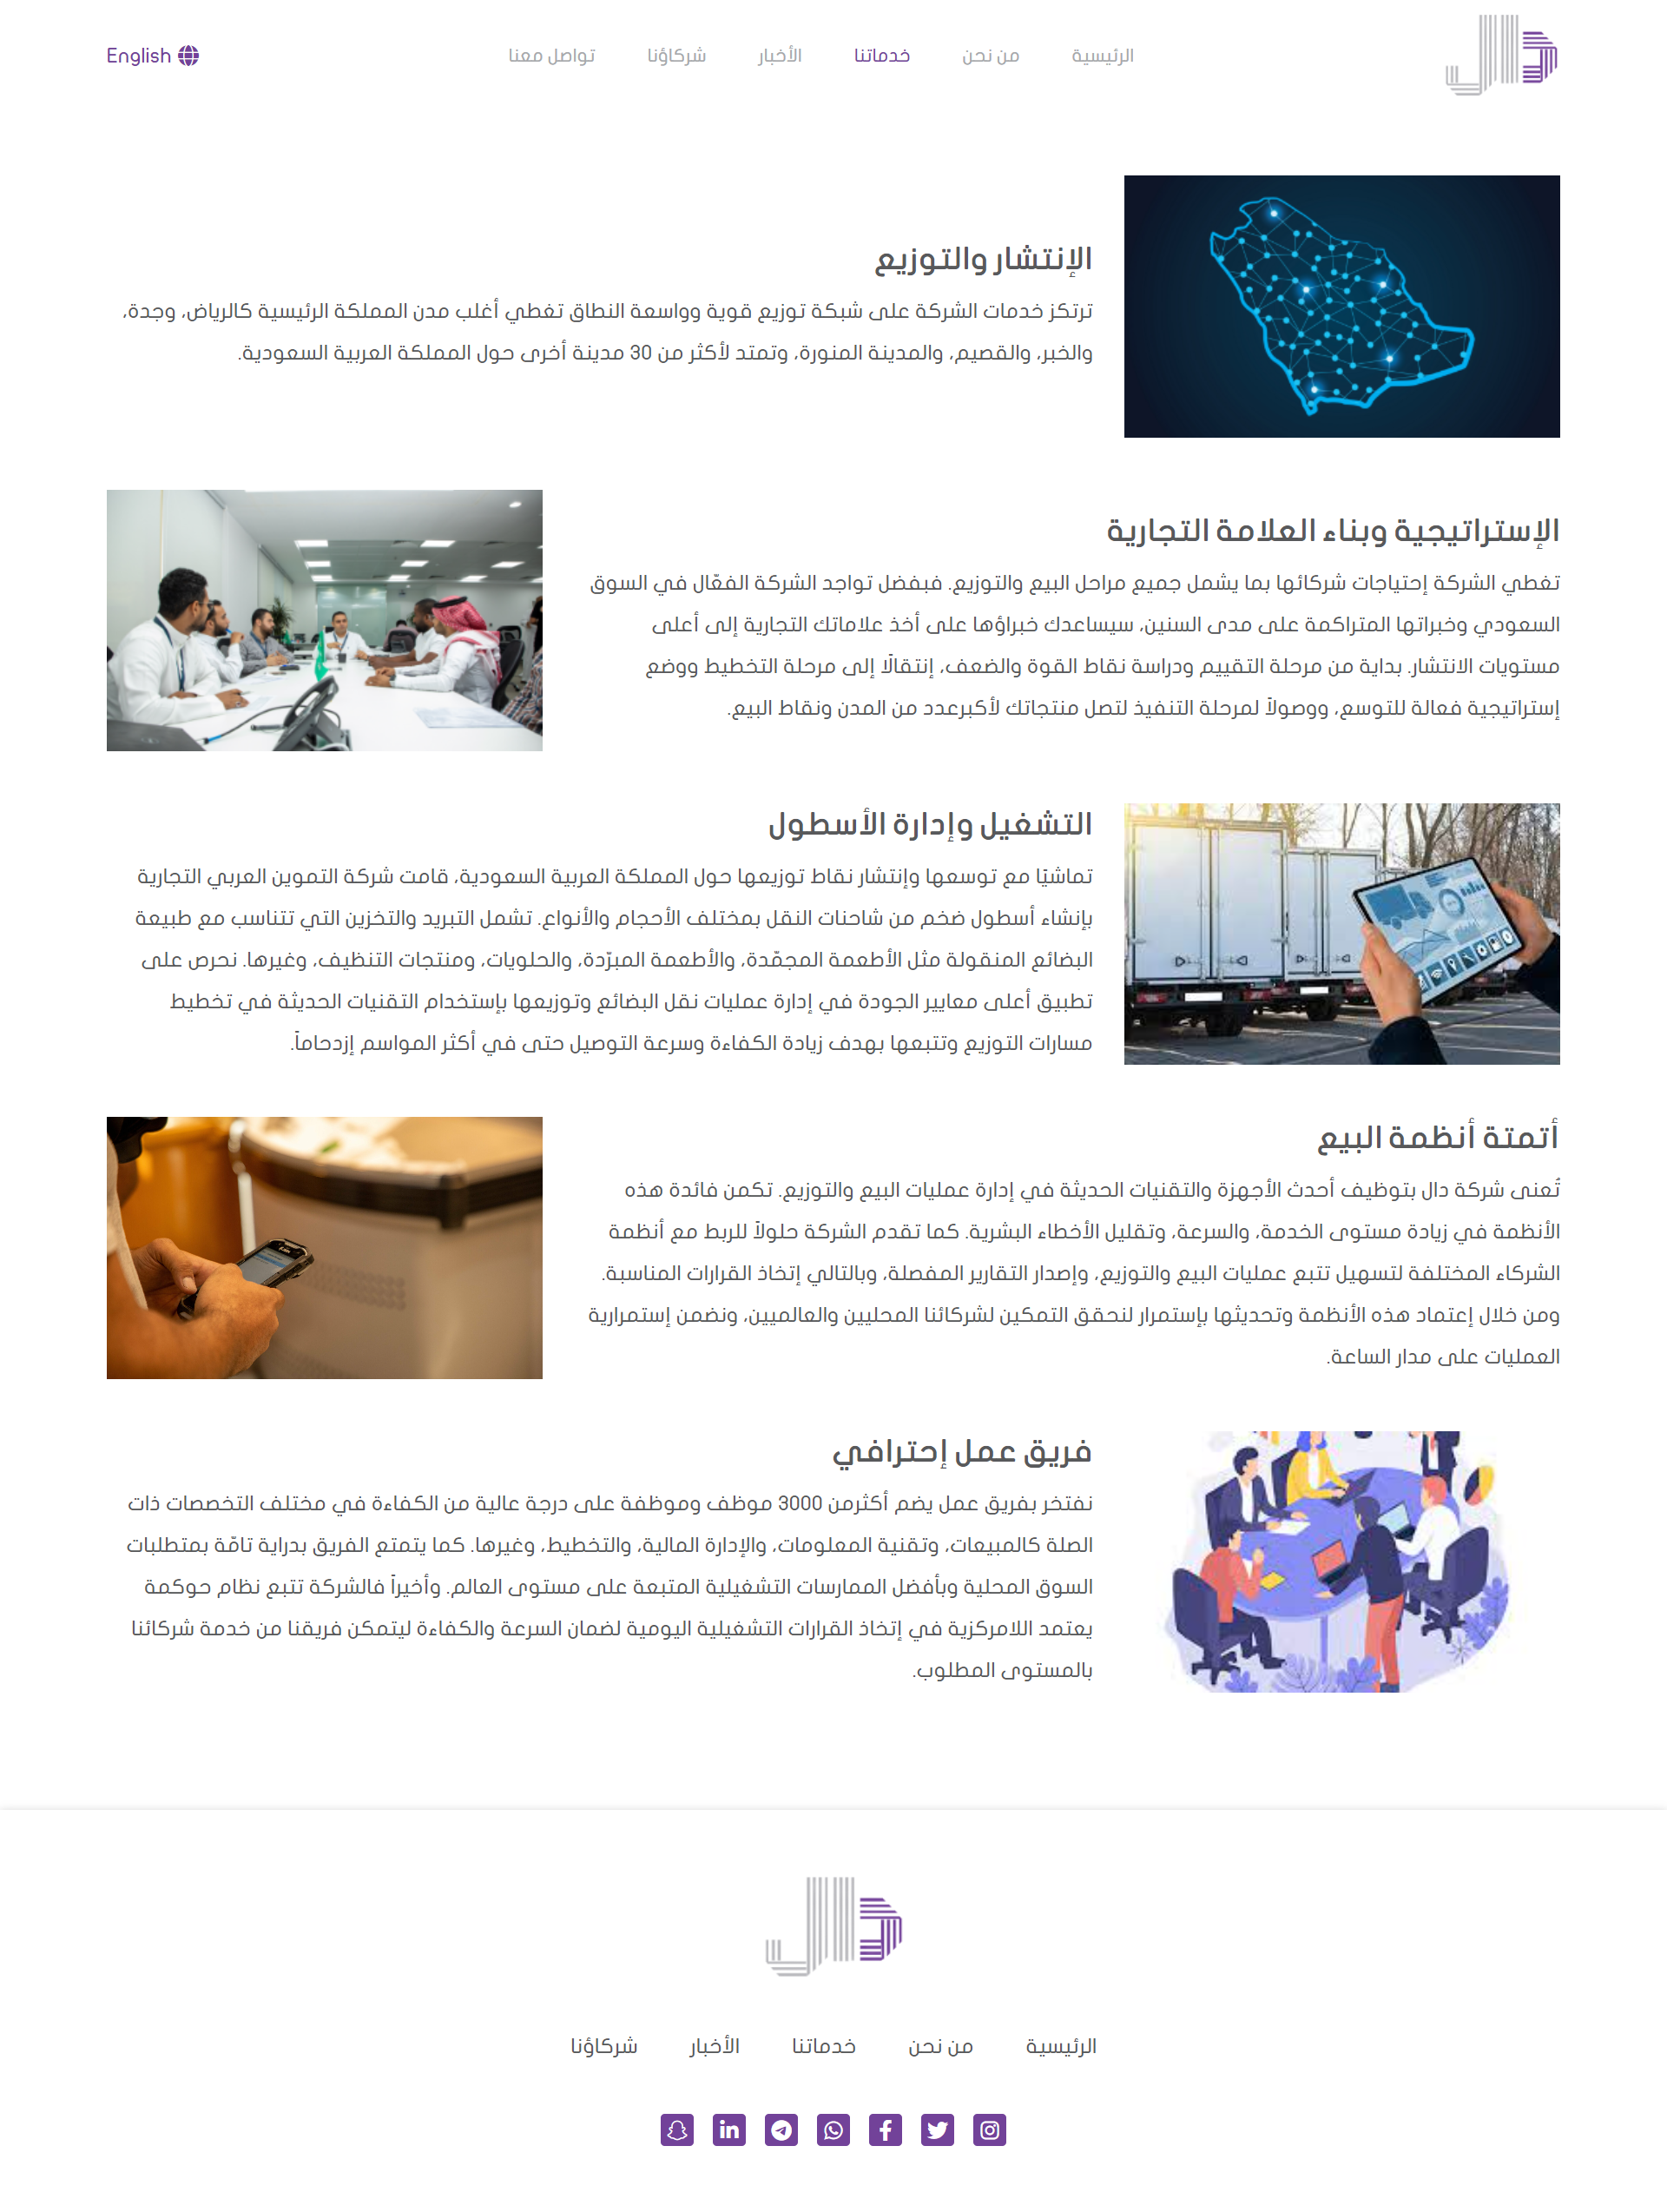 الرئيسية
من نحن
خدماتنا
الأخبار
شركاؤنا
تواصل معنا
English
الإنتشار والتوزيع
ترتكز خدمات الشركة على شبكة توزيع قوية وواسعة النطاق تغطي أغلب مدن المملكة الرئيسية كالرياض، وجدة،
والخبر، والقصيم، والمدينة المنورة، وتمتد لأكثر من 30 مدينة أخرى حول المملكة العربية السعودية.
الإستراتيجية وبناء العلامة التجارية
تغطي الشركة إحتياجات شركائها بما يشمل جميع مراحل البيع والتوزيع. فبفضل تواجد الشركة الفعّال في السوق
السعودي وخبراتها المتراكمة على مدى السنين، سيساعدك خبراؤها على أخذ علاماتك التجارية إلى أعلى
مستويات الانتشار. بداية من مرحلة التقييم ودراسة نقاط القوة والضعف، إنتقالًا إلى مرحلة التخطيط ووضع
إستراتيجية فعالة للتوسع، ووصولاً لمرحلة التنفيذ لتصل منتجاتك لأكبرعدد من المدن ونقاط البيع.
التشغيل وإدارة الأسطول
تماشيًا مع توسعها وإنتشار نقاط توزيعها حول المملكة العربية السعودية، قامت شركة التموين العربي التجارية
بإنشاء أسطول ضخم من شاحنات النقل بمختلف الأحجام والأنواع. تشمل التبريد والتخزين التي تتناسب مع طبيعة
البضائع المنقولة مثل الأطعمة المجمّدة، والأطعمة المبرّدة، والحلويات، ومنتجات التنظيف، وغيرها. نحرص على
تطبيق أعلى معايير الجودة في إدارة عمليات نقل البضائع وتوزيعها بإستخدام التقنيات الحديثة في تخطيط
مسارات التوزيع وتتبعها بهدف زيادة الكفاءة وسرعة التوصيل حتى في أكثر المواسم إزدحاماً.
أتمتة أنظمة البيع
تُعنى شركة دال بتوظيف أحدث الأجهزة والتقنيات الحديثة في إدارة عمليات البيع والتوزيع. تكمن فائدة هذه
الأنظمة في زيادة مستوى الخدمة، والسرعة، وتقليل الأخطاء البشرية. كما تقدم الشركة حلولاً للربط مع أنظمة
الشركاء المختلفة لتسهيل تتبع عمليات البيع والتوزيع، وإصدار التقارير المفصلة، وبالتالي إتخاذ القرارات المناسبة.
ومن خلال إعتماد هذه الأنظمة وتحديثها بإستمرار لنحقق التمكين لشركائنا المحليين والعالميين، ونضمن إستمرارية
العمليات على مدار الساعة.
فريق عمل إحترافي
نفتخر بفريق عمل يضم أكثرمن 3000 موظف وموظفة على درجة عالية من الكفاءة في مختلف التخصصات ذات
الصلة كالمبيعات، وتقنية المعلومات، والإدارة المالية، والتخطيط، وغيرها. كما يتمتع الفريق بدراية تامّة بمتطلبات
السوق المحلية وبأفضل الممارسات التشغيلية المتبعة على مستوى العالم. وأخيراً فالشركة تتبع نظام حوكمة
يعتمد اللامركزية في إتخاذ القرارات التشغيلية اليومية لضمان السرعة والكفاءة ليتمكن فريقنا من خدمة شركائنا
بالمستوى المطلوب.
الرئيسية
من نحن
خدماتنا
الأخبار
شركاؤنا